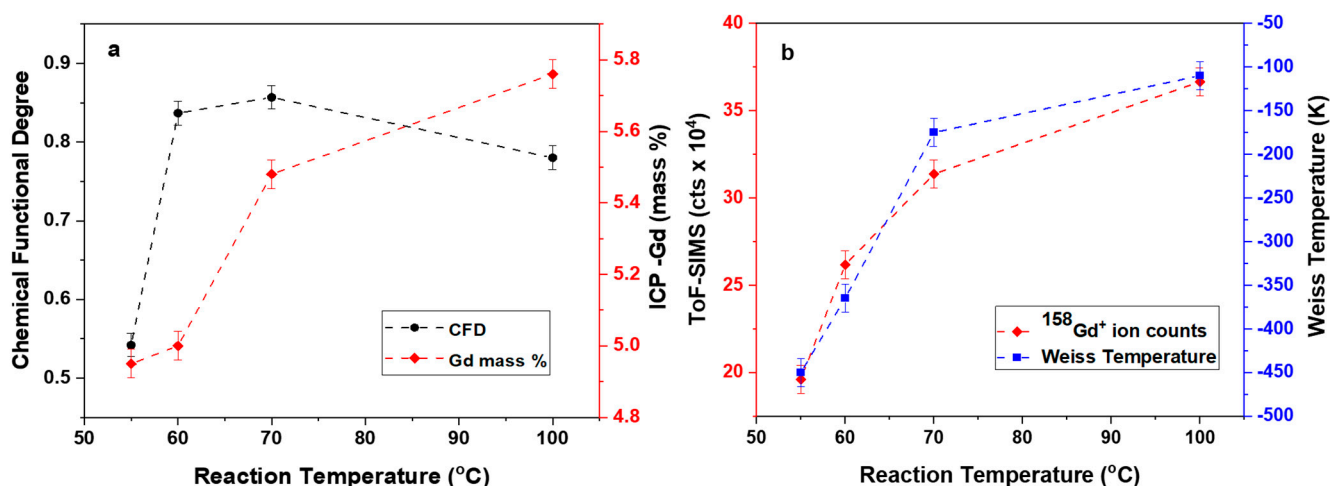 a
Chemical Functional Degree
0.9
0.8
0.7
0.6
0.5
5.8
5.6
5.4
5.2
5.0
4.8
ICP -Gd (mass %)
CFD
Gd mass %
50 60 70 80 90 100
Reaction Temperature (ºC)
b
ToF-SIMS (cts x 10⁴)
40
35
30
25
20
-50
-100
-150
-200
-250
-300
-350
-400
-450
-500
Weiss Temperature (K)
¹⁵⁸Gd⁺ ion counts
Weiss Temperature
50 60 70 80 90 100
Reaction Temperature (ºC)